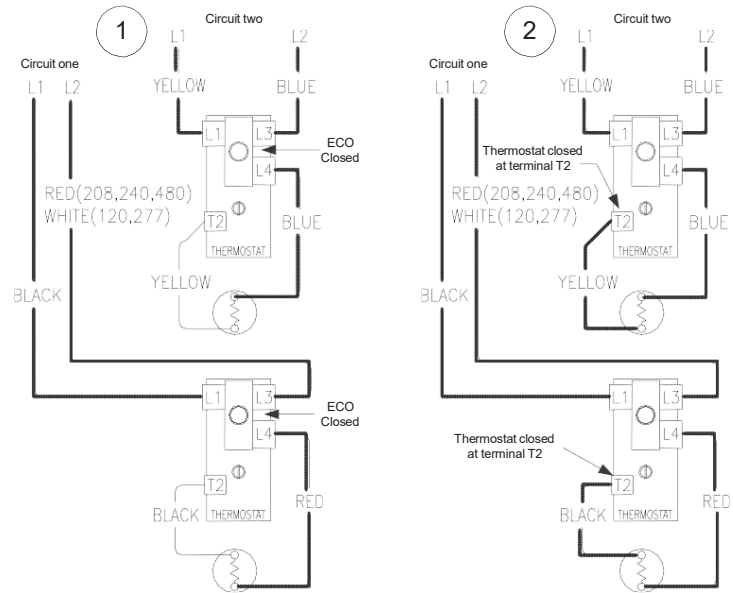 1
Circuit two
L1
L2
Circuit one
L1
L2
YELLOW
BLUE
L1
L3
ECO
Closed
L4
RED(208,240,480)
WHITE(120,277)
T2
BLUE
THERMOSTAT
YELLOW
BLACK
L1
L3
ECO
Closed
L4
T2
RED
BLACK
THERMOSTAT
2
Circuit two
L1
L2
Circuit one
L1
L2
YELLOW
BLUE
L1
L3
Thermostat closed
at terminal T2
L4
RED(208,240,480)
WHITE(120,277)
T2
BLUE
THERMOSTAT
YELLOW
BLACK
L1
L3
L4
Thermostat closed
at terminal T2
T2
RED
BLACK
THERMOSTAT